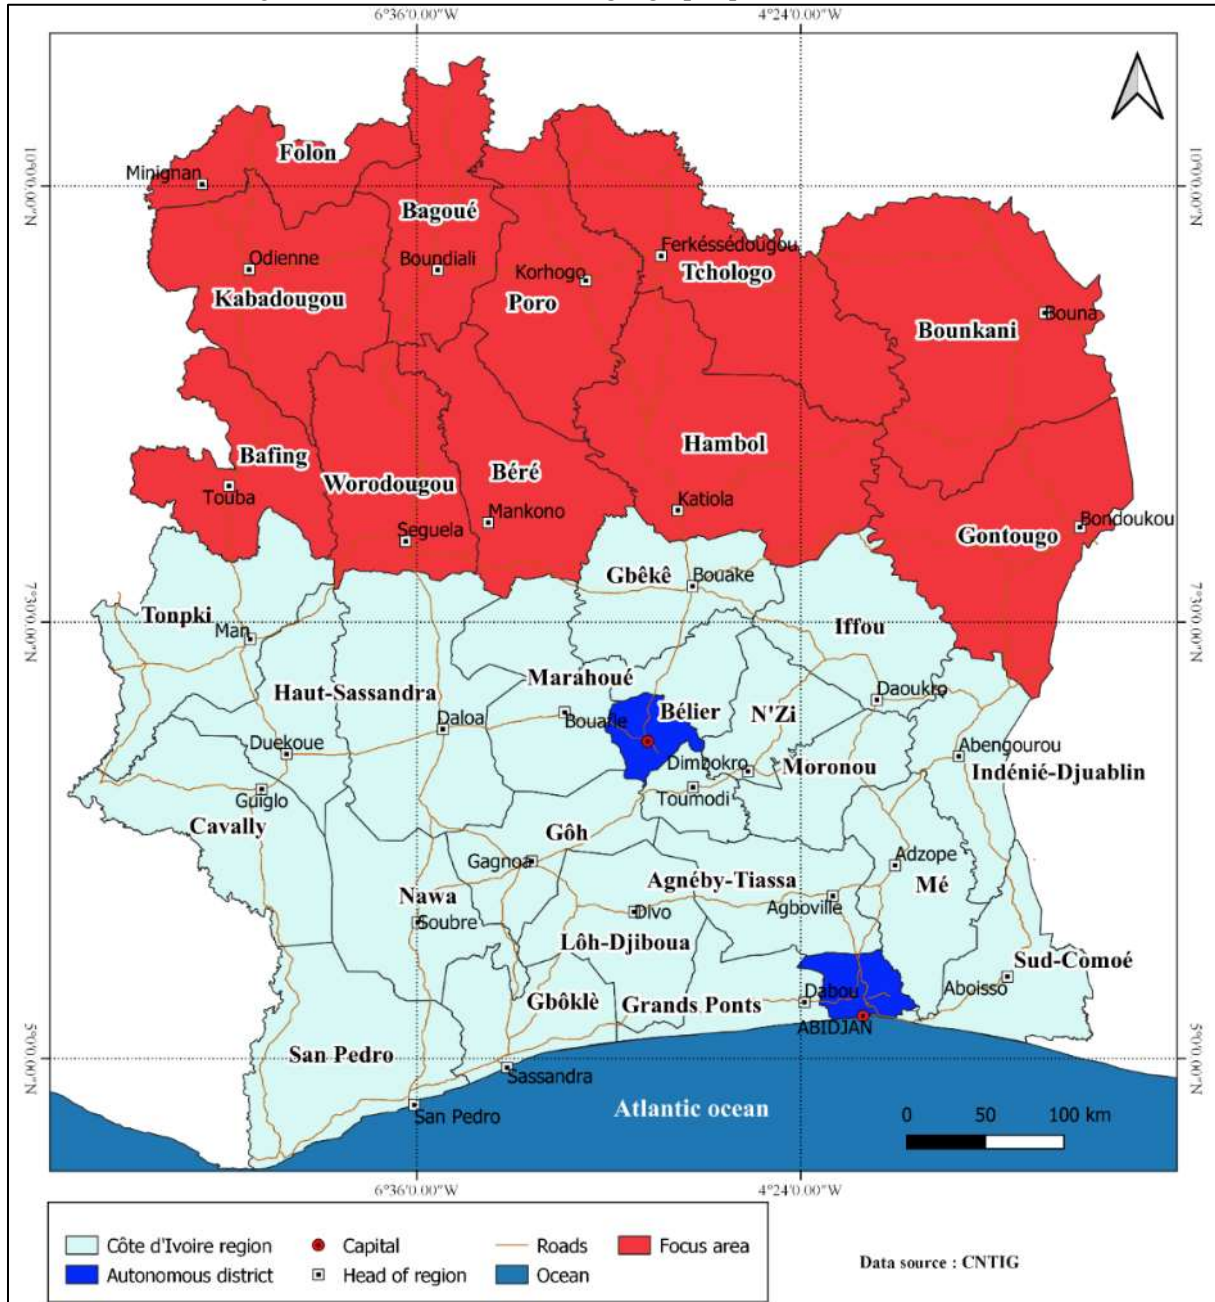 6°36'0.00"W 4°24'0.00"W
10°0'0.00"N 10°0'0.00"N
Folon
Minignan
Bagoué
Odienne Boundiali Ferkéssédougou
Korhogo Tchologo
Kabadougou Poro
Bouna
Bounkani
Bafing Hambol
Worodougou Béré
Touba Katiola
Mankono Bondoukou
Seguela Gontougo
Gbêkê Bouake
7°30'0.00"N 7°30'0.00"N
Tonpki Iffou
Man
Haut-Sassandra Maráhoué Daoukro
Daloa Bouafle Bélier N'Zi
Duekoue Dimbokro Abengourou
Moronou Indénié-Djuablin
Guiglo Toumodi
Cavally Gôh
Gagnoa Adzope
Agnéby-Tiassa Mé
Nawa Divo Agboville
Soubre
Lôh-Djiboua
Sud-Còmoé
Gbôklè Grands Ponts Dabou Aboisso
ABIDJAN
San Pedro
5°0'0.00"N 5°0'0.00"N
Sassandra
San Pedro Atlantic ocean
0 50 100 km
6°36'0.00"W 4°24'0.00"W
Côte d'Ivoire region Capital Roads Focus area
Autonomous district Head of region Ocean
Data source : CNTIG